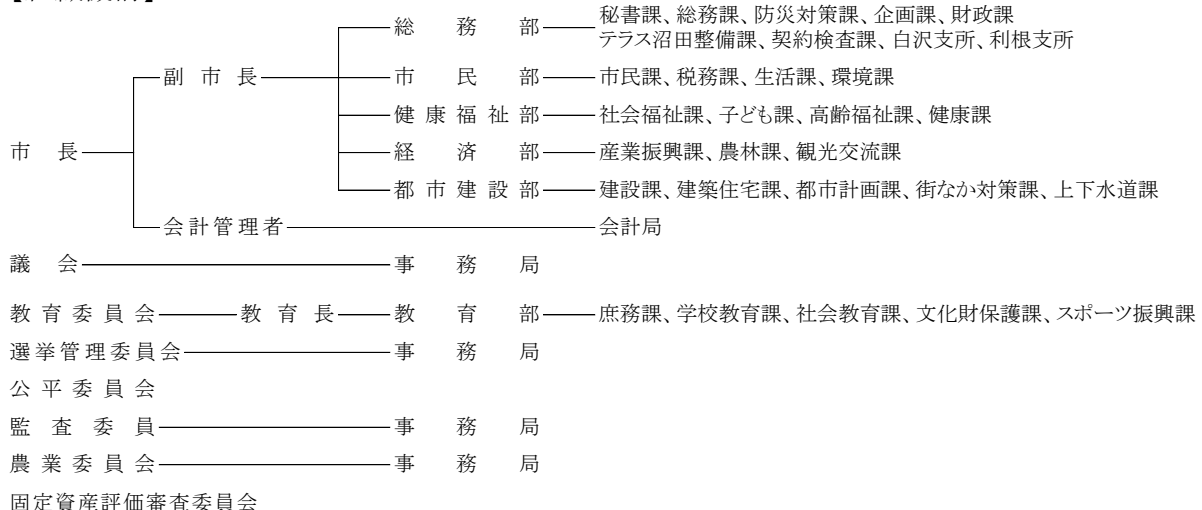 総務部 秘書課、総務課、防災対策課、企画課、財政課
テラス沼田整備課、契約検査課、白沢支所、利根支所
副市長 市民部 市民課、税務課、生活課、環境課
健康福祉部 社会福祉課、子ども課、高齢福祉課、健康課
市長 経済部 産業振興課、農林課、観光交流課
都市建設部 建設課、建築住宅課、都市計画課、街なか対策課、上下水道課
会計管理者 会計局
議会 事務局
教育委員会 教育長 教育部 庶務課、学校教育課、社会教育課、文化財保護課、スポーツ振興課
選挙管理委員会 事務局
公平委員会
監査委員 事務局
農業委員会 事務局
固定資産評価審査委員会